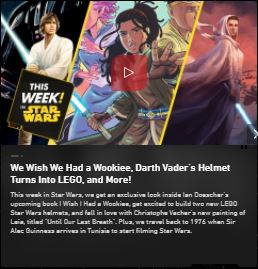 THIS
WEEK!
IN
STAR
WARS
We Wish We Had a Wookiee, Darth Vader's Helmet
Turns Into LEGO, and More!
This week in Star Wars, we get an exclusive look inside Ian Doescher's
upcoming book I Wish I Had a Wookiee, get excited to build two new LEGO
Star Wars helmets, and fall in love with Christophe Vacher's new painting of
Leia, titled "Until Our Last Breath". Plus, we travel back to 1976 when Sir
Alec Guinness arrives in Tunisia to start filming Star Wars.